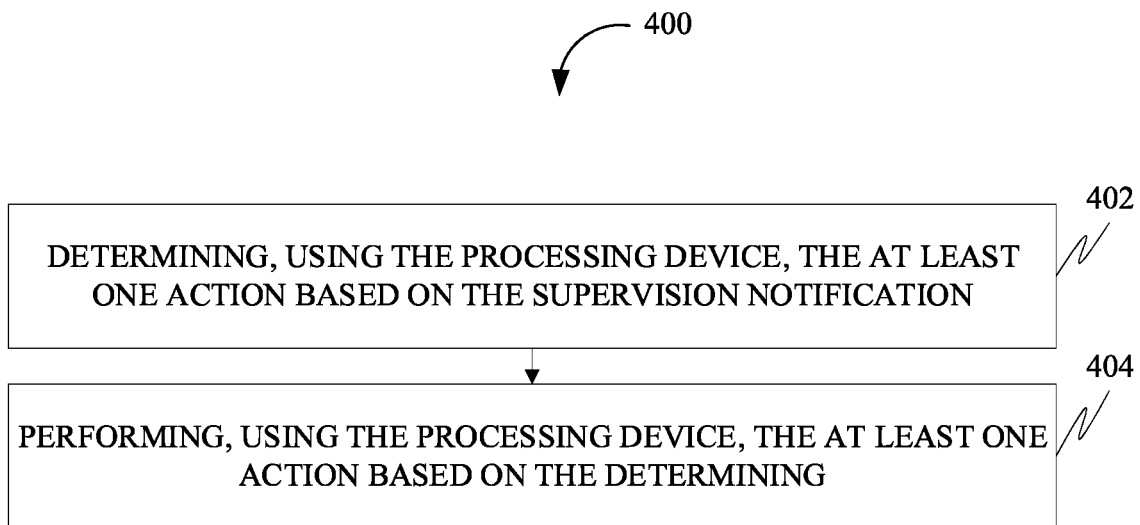 400
402
DETERMINING, USING THE PROCESSING DEVICE, THE AT LEAST
ONE ACTION BASED ON THE SUPERVISION NOTIFICATION
404
PERFORMING, USING THE PROCESSING DEVICE, THE AT LEAST ONE
ACTION BASED ON THE DETERMINING